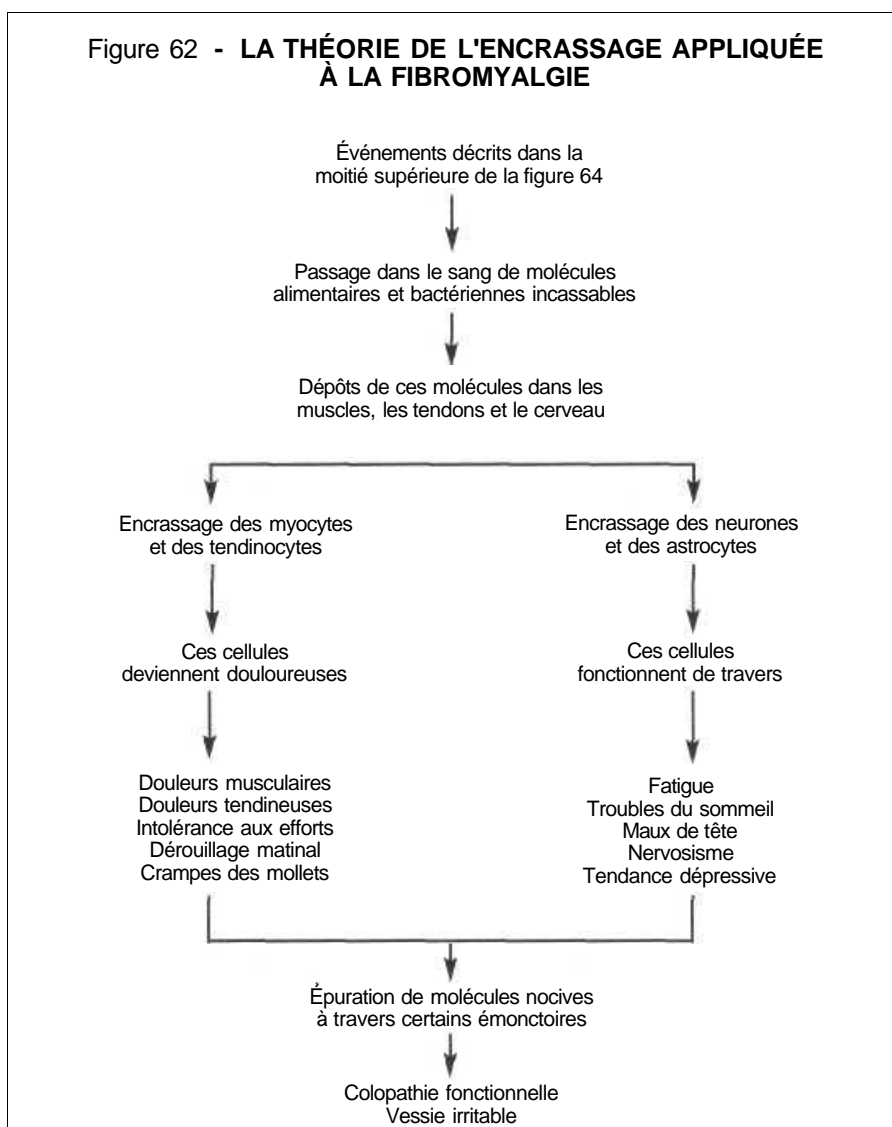 Figure 62 - LA THÉORIE DE L'ENCRASSAGE APPLIQUÉE
À LA FIBROMYALGIE
Événements décrits dans la
moitié supérieure de la figure 64
Passage dans le sang de molécules
alimentaires et bactériennes incassables
Dépôts de ces molécules dans les
muscles, les tendons et le cerveau
Encrassage des myocytes
et des tendinocytes
Ces cellules
deviennent douloureuses
Douleurs musculaires
Douleurs tendineuses
Intolérance aux efforts
Dérouillage matinal
Crampes des mollets
Encrassage des neurones
et des astrocytes
Ces cellules
fonctionnent de travers
Fatigue
Troubles du sommeil
Maux de tête
Nervosisme
Tendance dépressive
Épuration de molécules nocives
à travers certains émonctoires
Colopathie fonctionnelle
Vessie irritable